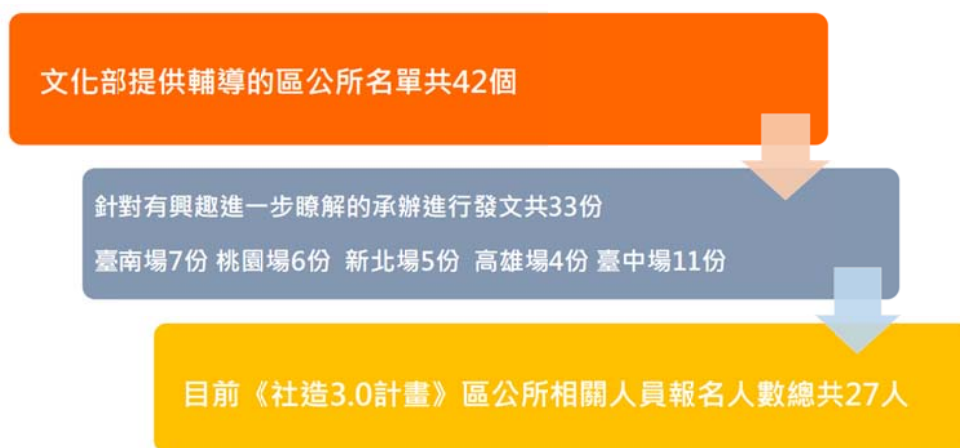 文化部提供輔導的區公所名單共42個
針對有興趣進一步瞭解的承辦進行發文共33份
臺南場7份 桃園場6份 新北場5份 高雄場4份 臺中場11份
目前《社造3.0計畫》區公所相關人員報名人數總共27人